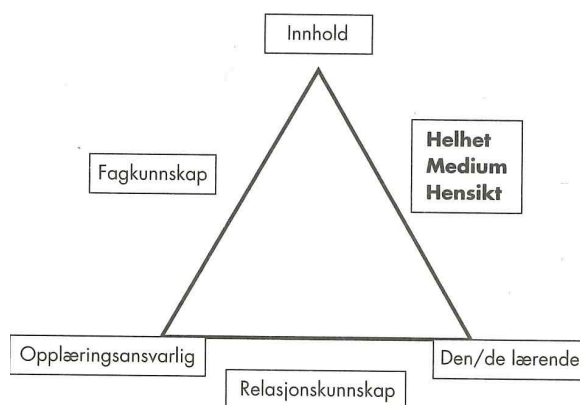 Innhold
Helhet
Medium
Hensikt
Fagkunnskap
Opplæringsansvarlig
Den/de lærende
Relasjonskunnskap